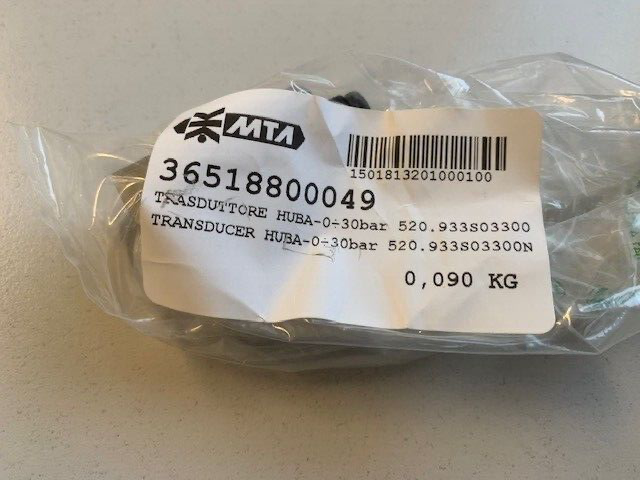 MTA
1501813201000100
36518800049
TRASDUTTORE HUBA-0÷30bar 520.933S03300
TRANSDUCER HUBA-0÷30bar 520.933S03300N
0,090 KG